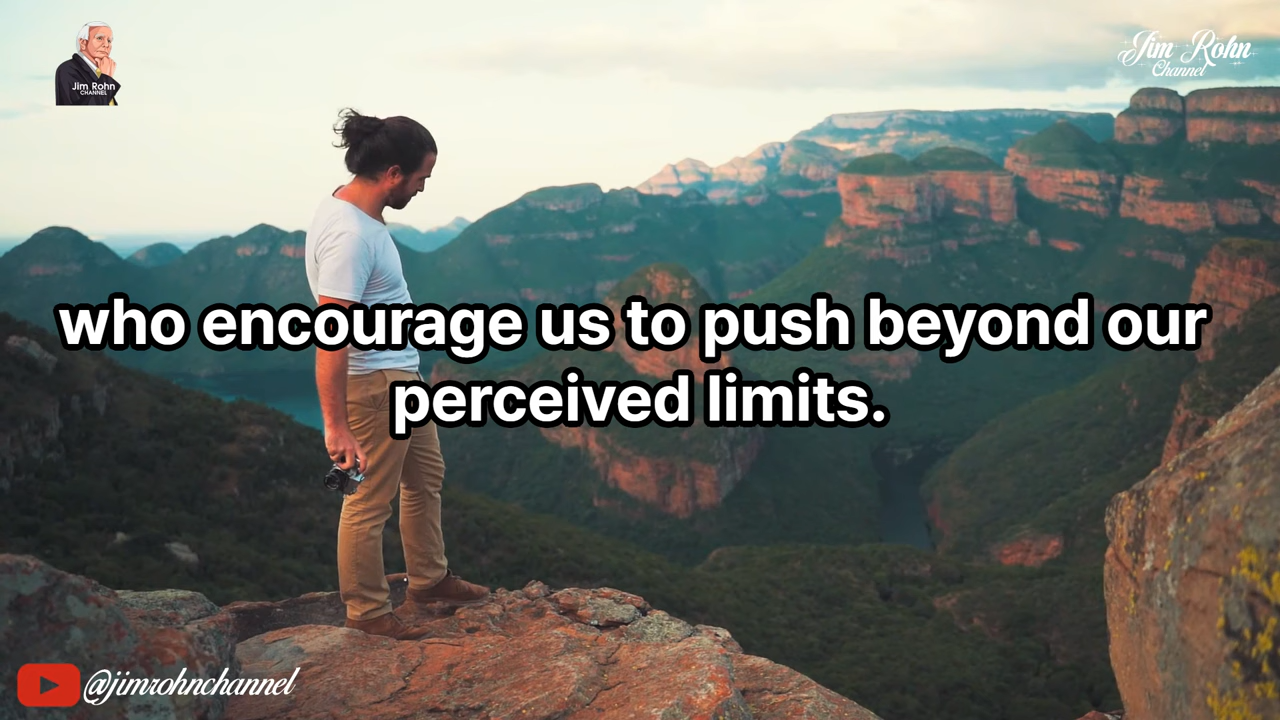 Jim Rohn
CHANNEL
Jim Rohn
Channel
who encourage us to push beyond our
perceived limits.
@jimrohnchannel